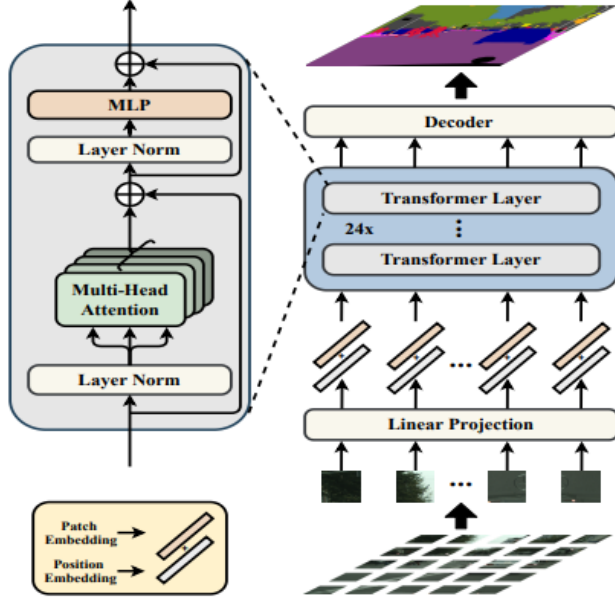 MLP
Layer Norm
Multi-Head
Attention
Layer Norm
Patch
Embedding
Position
Embedding
Decoder
Transformer Layer
24x
Transformer Layer
Linear Projection